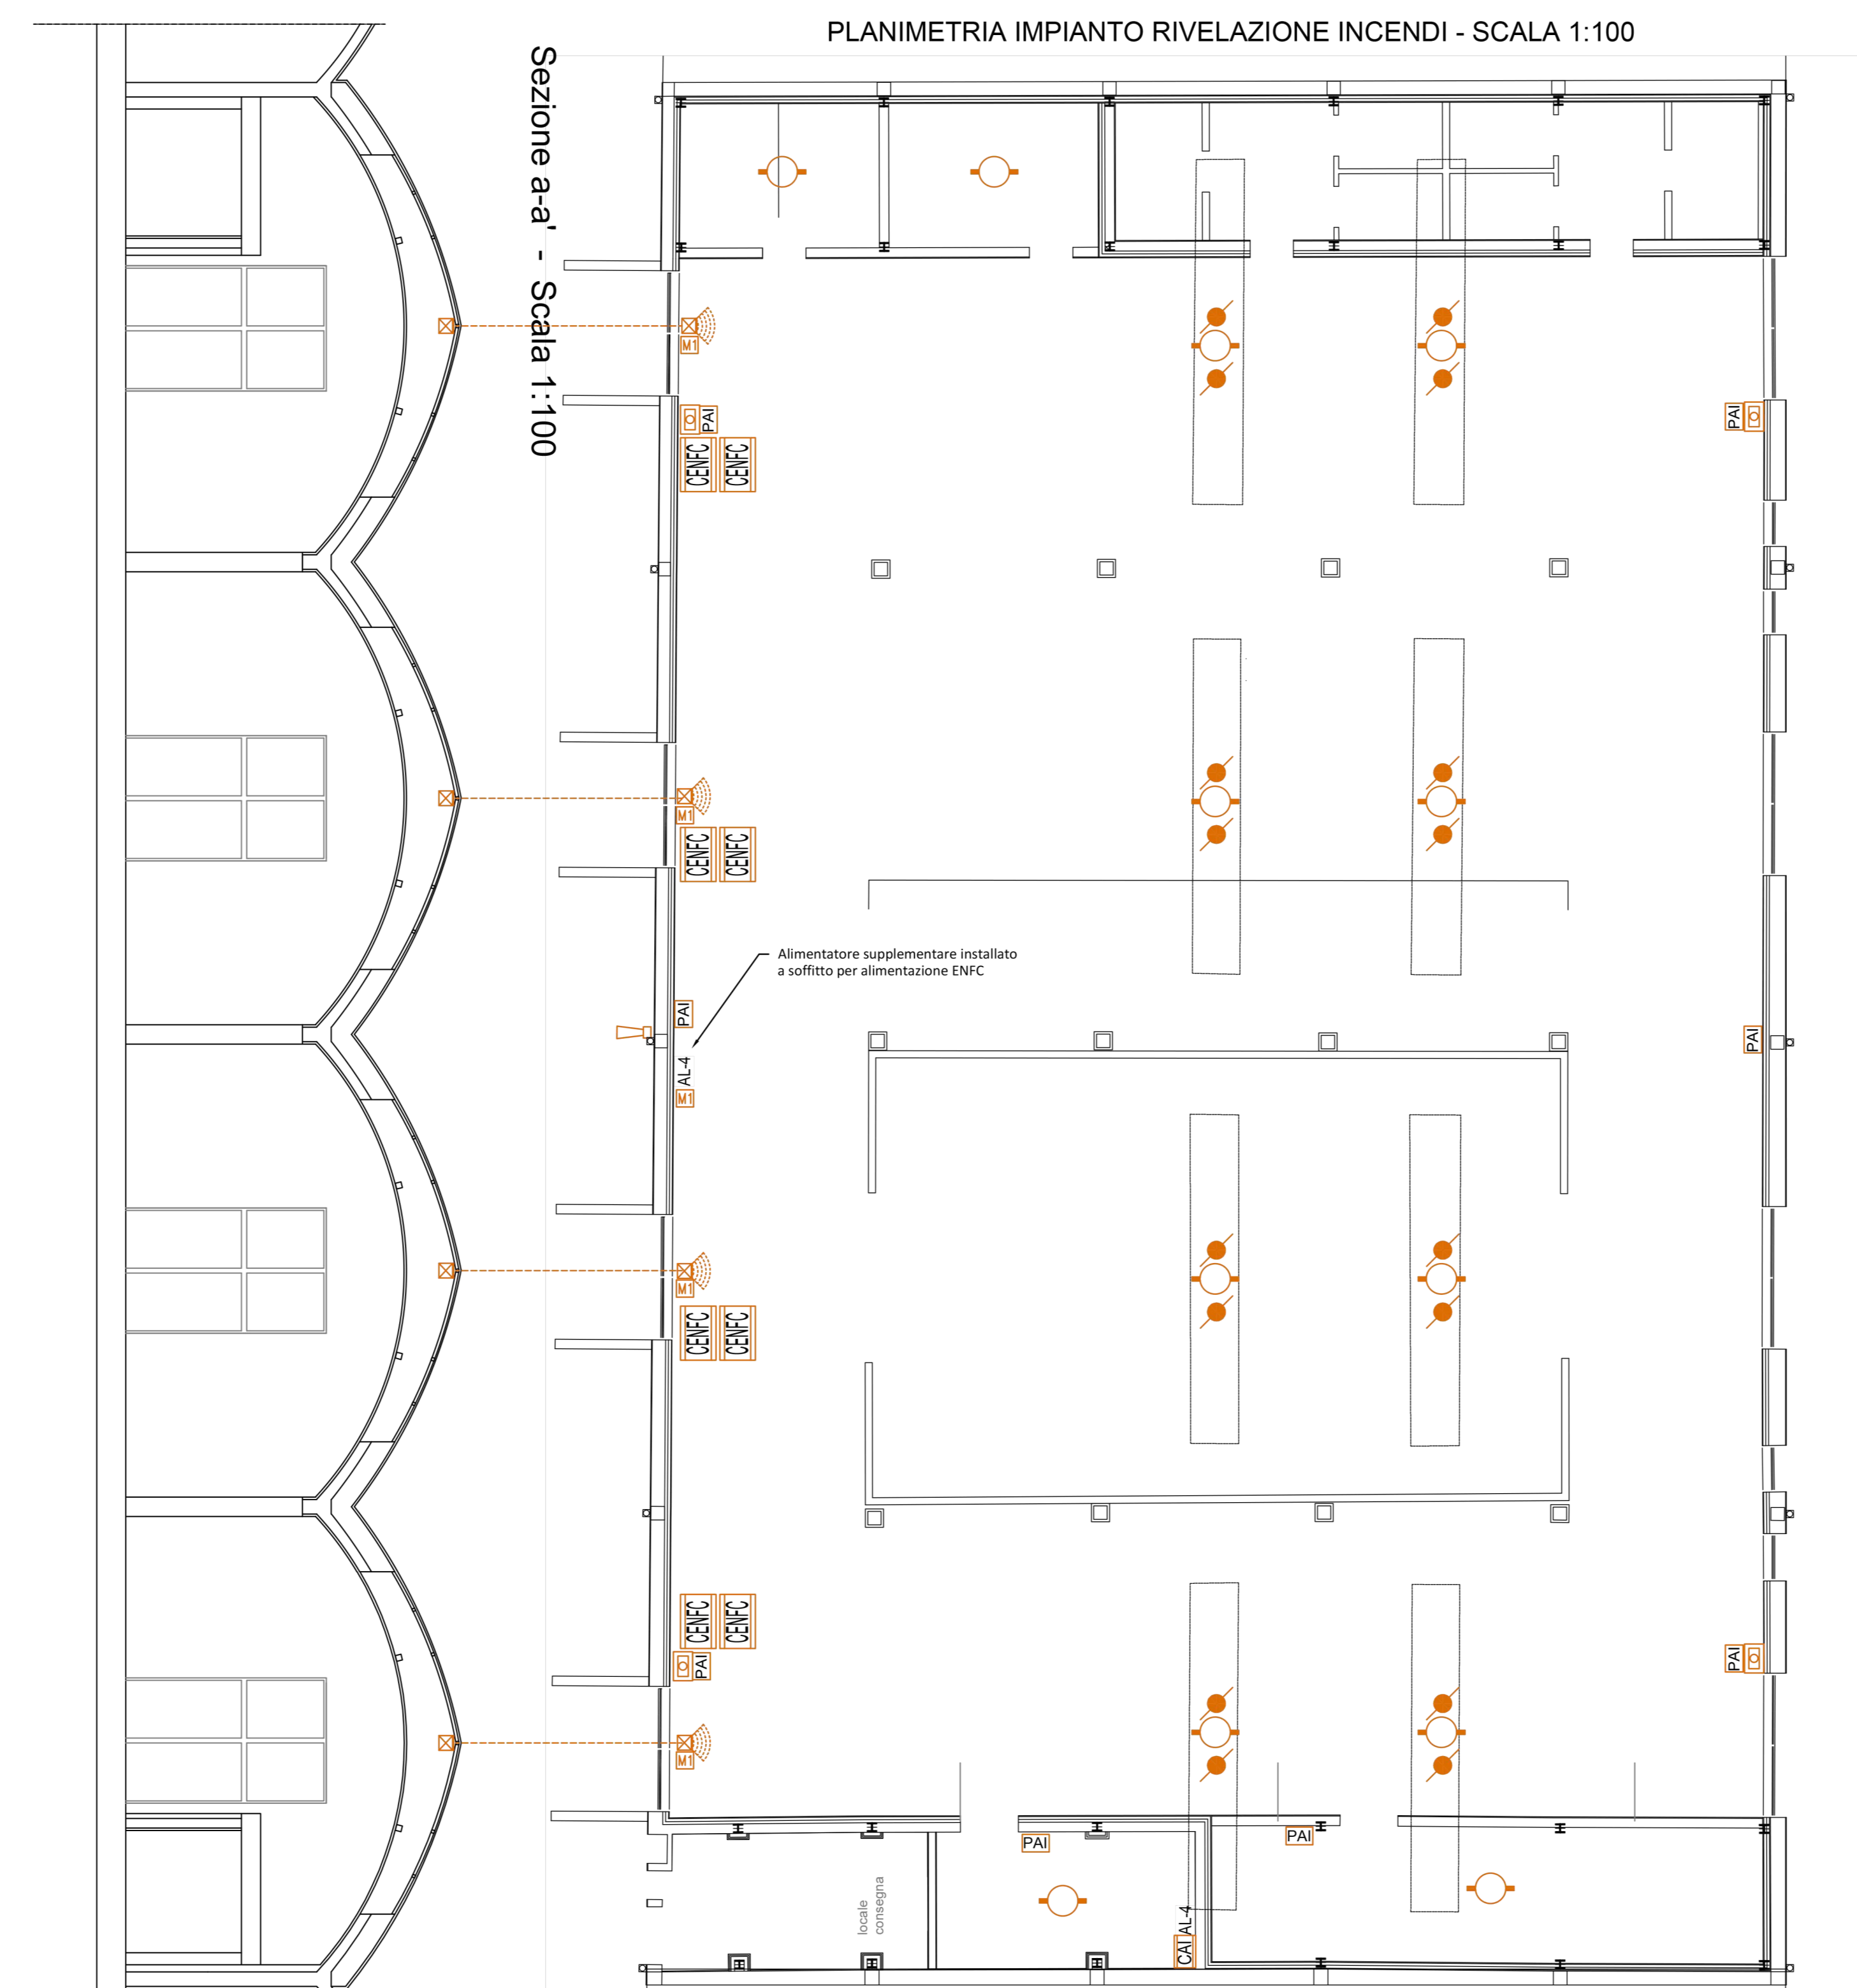 PLANIMETRIA IMPIANTO RIVELAZIONE INCENDI - SCALA 1:100
Sezione a-a' - Scala 1:100
M1
PAI
PAI
CENFC
CENFC
M1
CENFC
CENFC
Alimentatore supplementare installato
a soffitto per alimentazione ENFC
PAI
PAI
AL-4
M1
M1
CENFC
CENFC
CENFC
CENFC
PAI
PAI
M1
PAI
PAI
locale
consegna
CAI AL-4